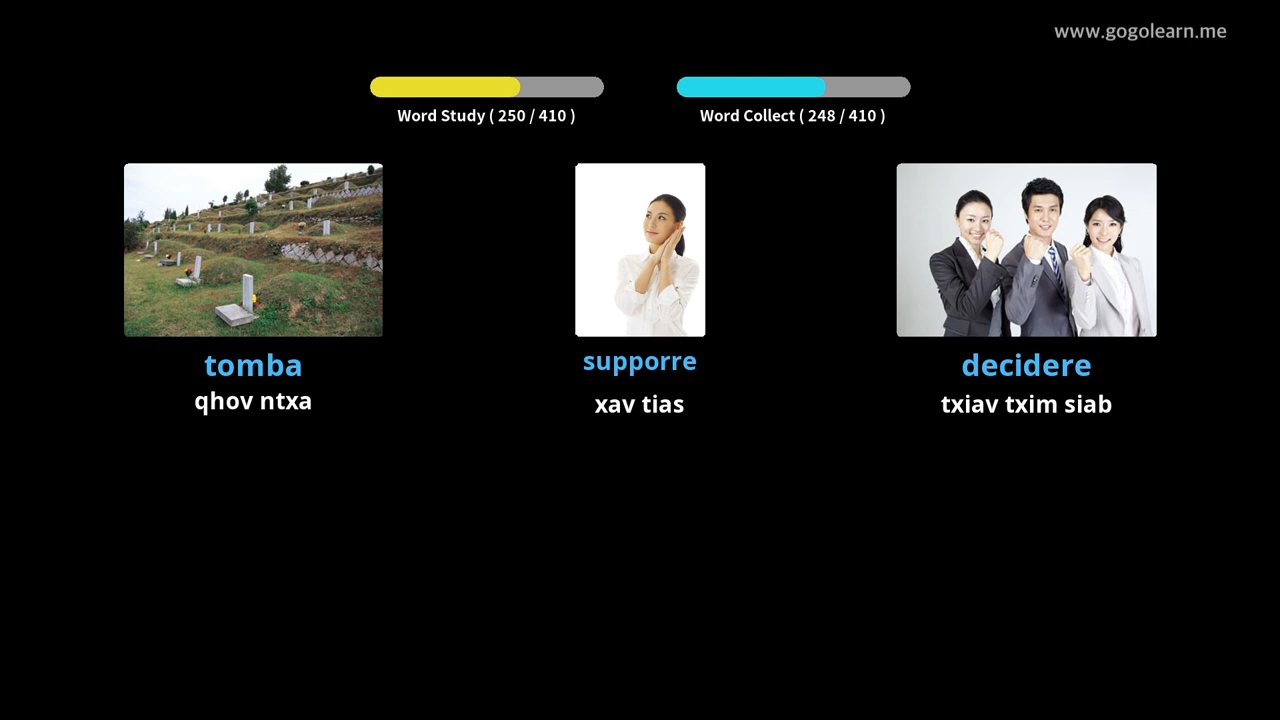 www.gogolearn.me
Word Study ( 250 / 410 )
Word Collect ( 248 / 410 )
tomba
qhov ntxa
supporre
xav tias
decidere
txiav txim siab